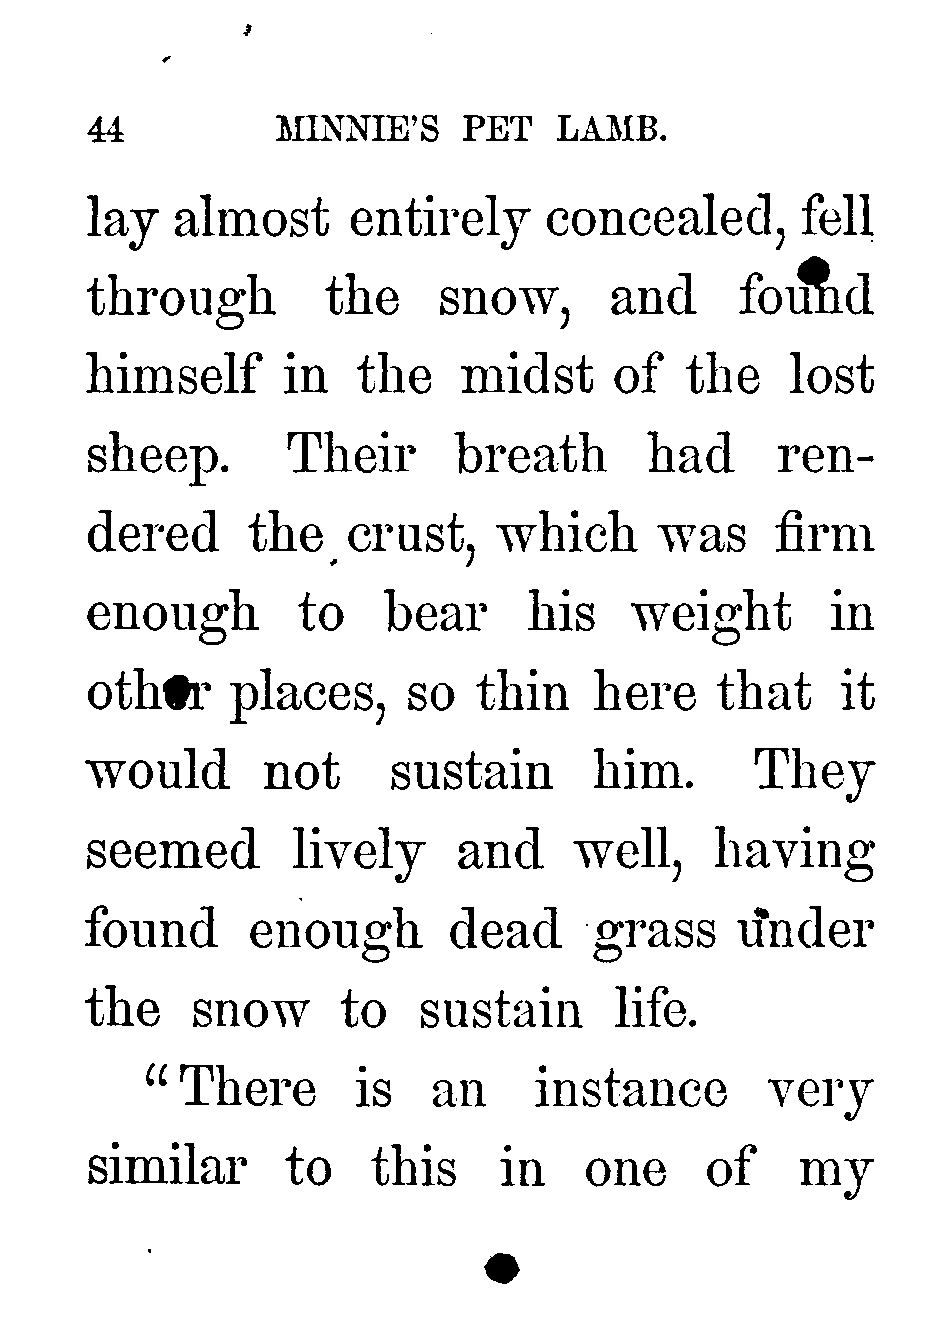 44 MINNIE'S PET LAMB.
lay almost entirely concealed, fell
through the snow, and found
himself in the midst of the lost
sheep. Their breath had ren-
dered the crust, which was firm
enough to bear his weight in
other places, so thin here that it
would not sustain him. They
seemed lively and well, having
found enough dead grass under
the snow to sustain life.
"There is an instance very
similar to this in one of my